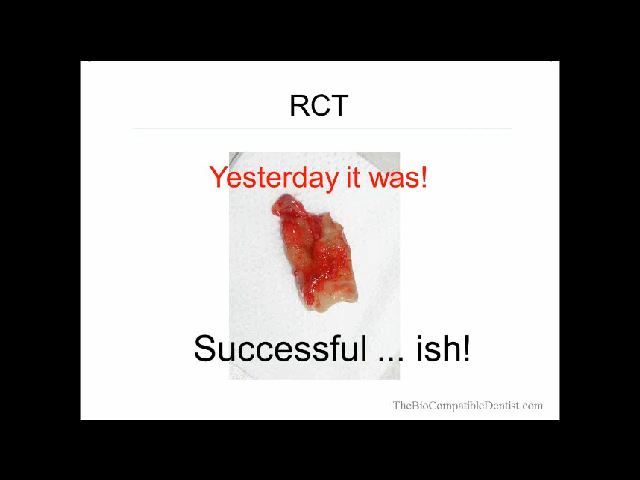 RCT
Yesterday it was!
Successful ... ish!
TheBioCompatibleDentist.com